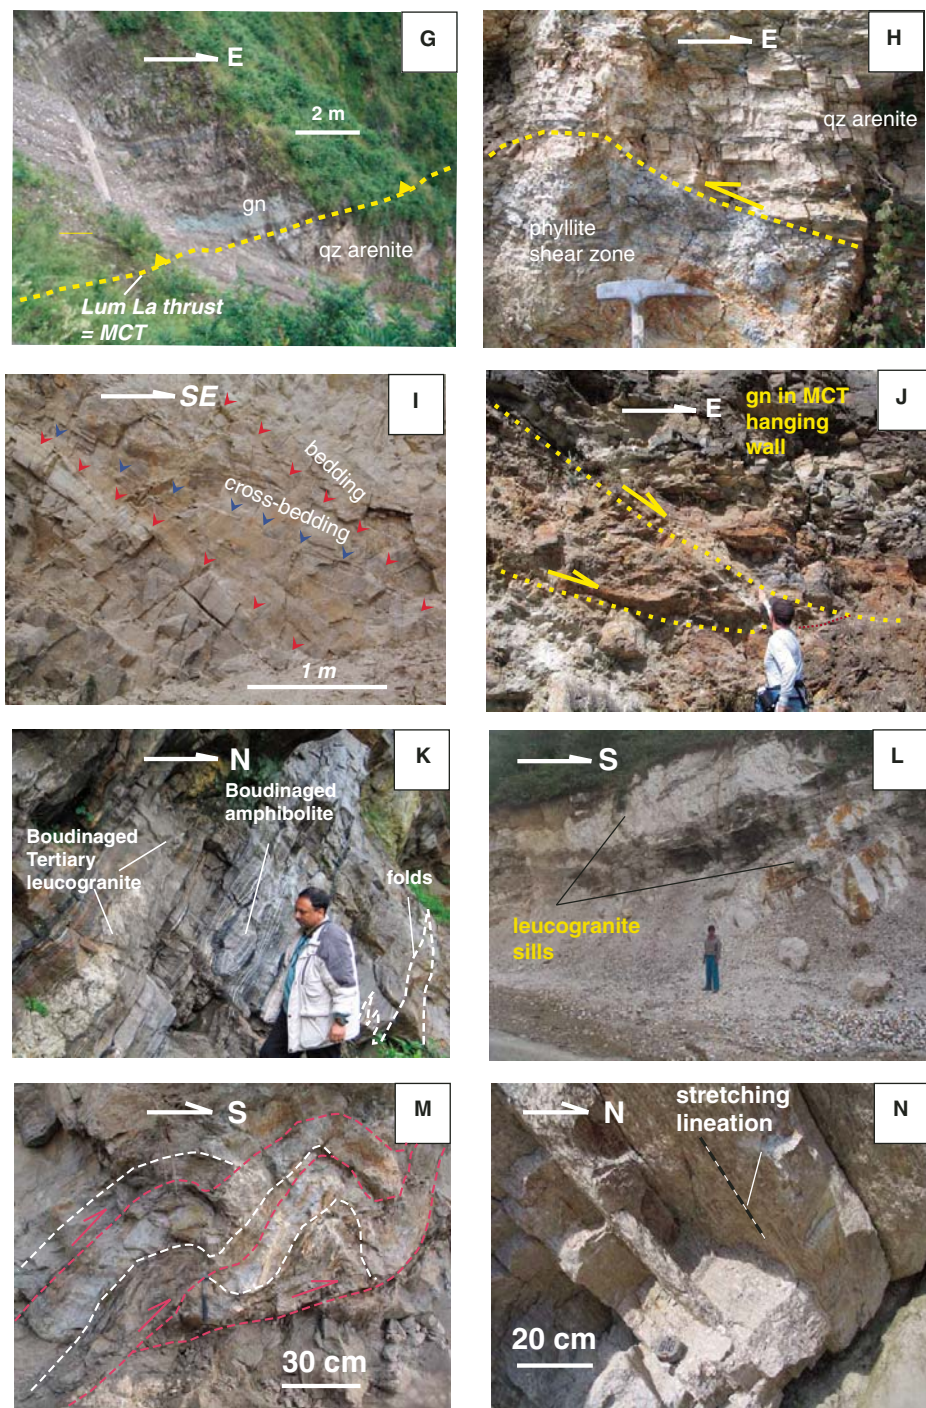 G
E
2 m
gn
qz arenite
Lum La thrust
= MCT
H
E
qz arenite
phyllite
shear zone
I
SE
bedding
cross-bedding
1 m
J
E
gn in MCT
hanging
wall
K
N
Boudinaged
amphibolite
Boudinaged
Tertiary
leucogranite
folds
L
S
leucogranite
sills
M
S
30 cm
N
N
stretching
lineation
20 cm